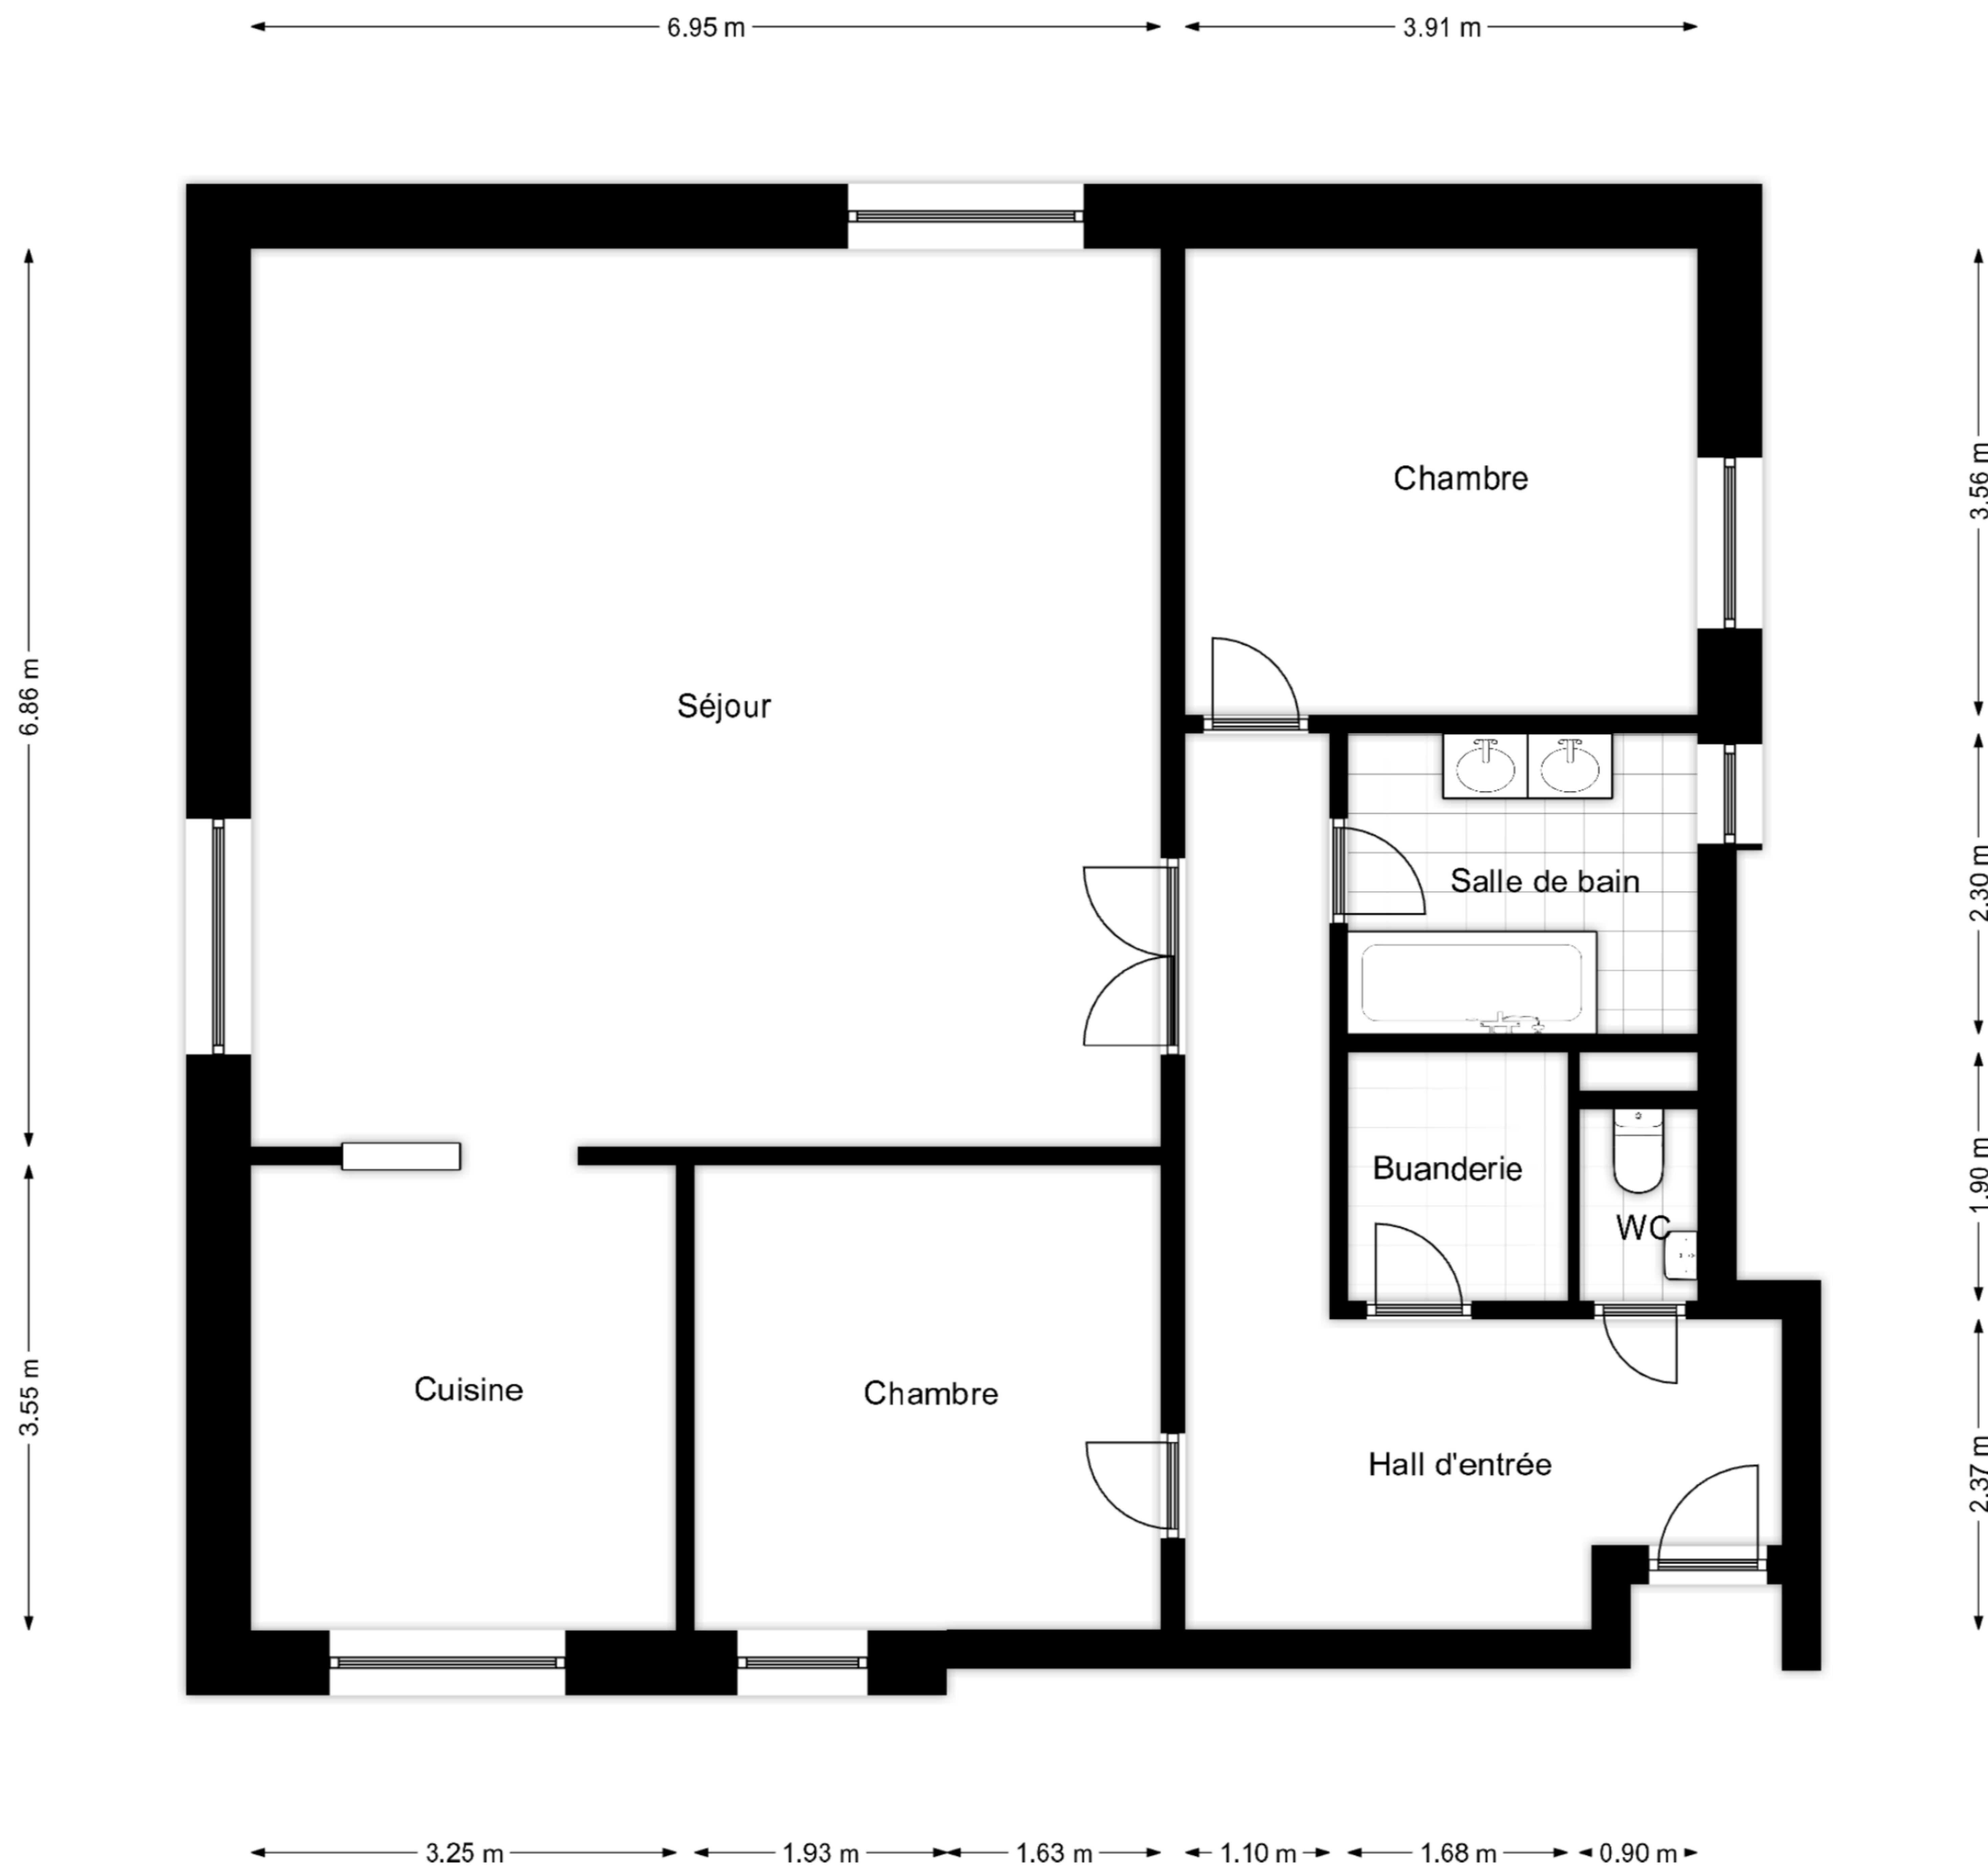 6.95 m
3.91 m
Chambre
3.56 m
6.86 m
Séjour
Salle de bain
2.30 m
Buanderie
1.90 m
WC
3.55 m
Cuisine
Chambre
Hall d'entrée
2.37 m
3.25 m
1.93 m
1.63 m
1.10 m
1.68 m
0.90 m